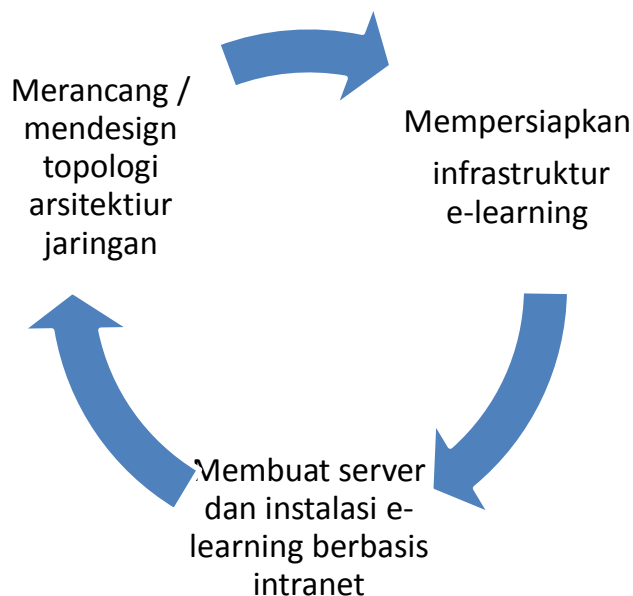 Merancang /
mendesign
topologi
arsitektiur
jaringan
Mempersiapkan
infrastruktur
e-learning
Membuat server
dan instalasi e-
learning berbasis
intranet